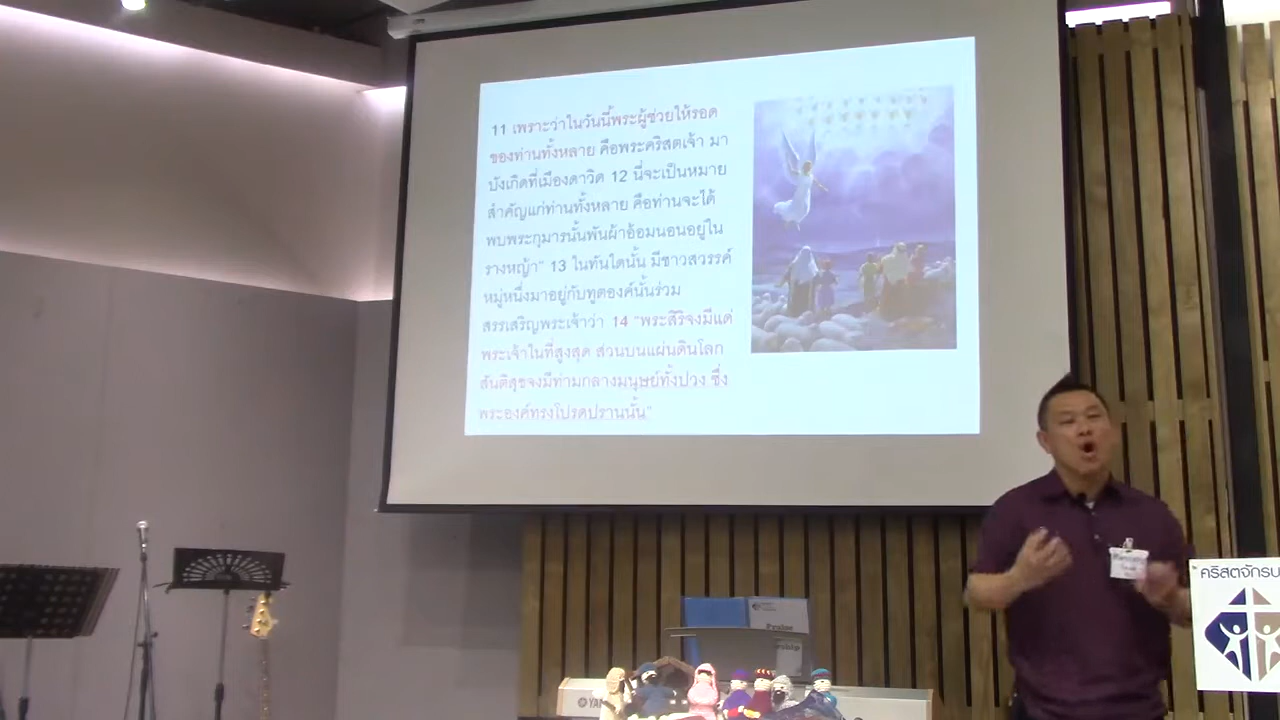 11 เพราะว่าในวันนี้พระผู้ช่วยให้รอด
ของท่านทั้งหลาย คือพระคริสตเจ้า มา
บังเกิดที่เมืองดาวิด 12 นี่จะเป็นหมาย
สำคัญแก่ท่านทั้งหลาย คือท่านจะได้
พบพระกุมารนั้นพันผ้าอ้อมนอนอยู่ใน
รางหญ้า" 13 ในทันใดนั้น มีชาวสวรรค์
หมู่หนึ่งมาอยู่กับทูตองค์นั้นร่วม
สรรเสริญพระเจ้าว่า 14 "พระสิริจงมีแด่
พระเจ้าในที่สูงสุด ส่วนบนแผ่นดินโลก
สันติสุขจงมีท่ามกลางมนุษย์ทั้งปวง ซึ่ง
พระองค์ทรงโปรดปรานนั้น"
คริสตจักรบ
Praise
YAM